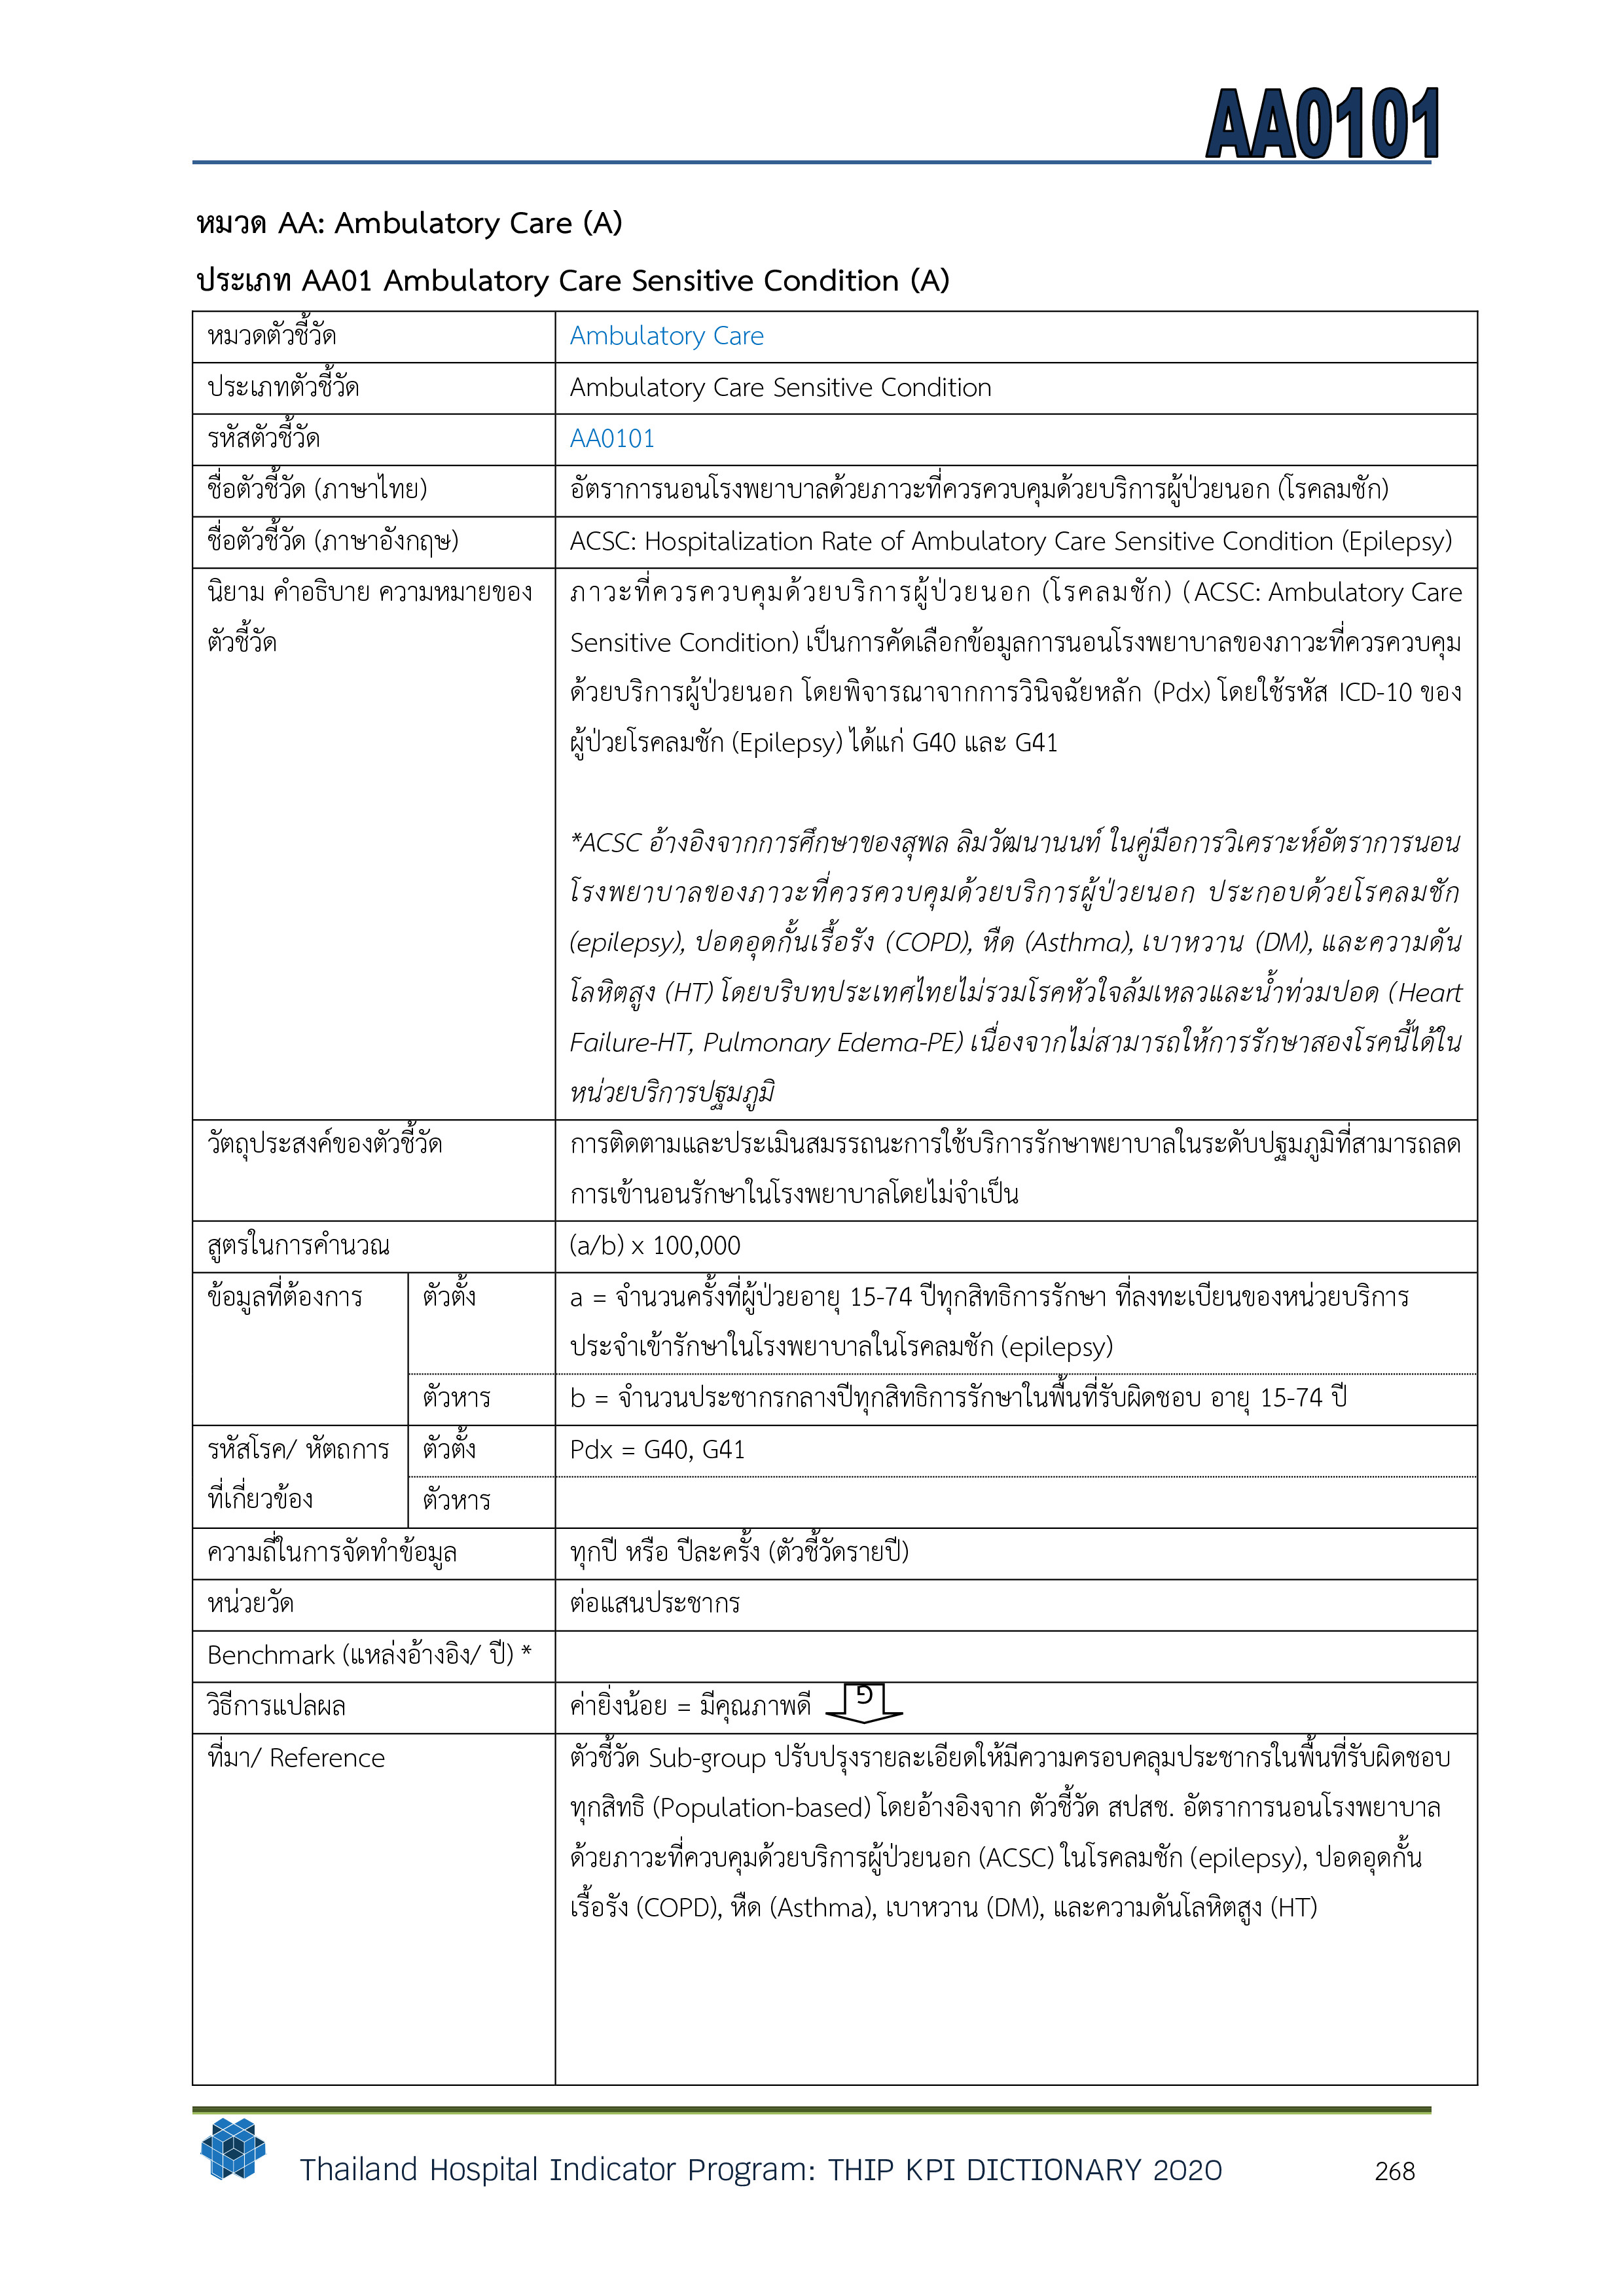 AA0101
หมวด AA: Ambulatory Care (A)
ประเภท AA01 Ambulatory Care Sensitive Condition (A)
หมวดตัวชี้วัด Ambulatory Care
ประเภทตัวชี้วัด Ambulatory Care Sensitive Condition
รหัสตัวชี้วัด AA0101
ชื่อตัวชี้วัด (ภาษาไทย) อัตราการนอนโรงพยาบาลด้วยภาวะที่ควรควบคุมด้วยบริการผู้ป่วยนอก (โรคลมชัก)
ชื่อตัวชี้วัด (ภาษาอังกฤษ) ACSC: Hospitalization Rate of Ambulatory Care Sensitive Condition (Epilepsy)
นิยาม คำอธิบาย ความหมายของ
ตัวชี้วัด
ภาวะที่ควรควบคุมด้วยบริการผู้ป่วยนอก (โรคลมชัก) (ACSC: Ambulatory Care
Sensitive Condition) เป็นการคัดเลือกข้อมูลการนอนโรงพยาบาลของภาวะที่ควรควบคุม
ด้วยบริการผู้ป่วยนอก โดยพิจารณาจากการวินิจฉัยหลัก (Pdx) โดยใช้รหัส ICD-10 ของ
ผู้ป่วยโรคลมชัก (Epilepsy) ได้แก่ G40 และ G41
*ACSC อ้างอิงจากการศึกษาของสุพล ลิมวัฒนานนท์ ในคู่มือการวิเคราะห์อัตราการนอน
โรงพยาบาลของภาวะที่ควรควบคุมด้วยบริการผู้ป่วยนอก ประกอบด้วยโรคลมชัก
(epilepsy), ปอดอุดกั้นเรื้อรัง (COPD), หืด (Asthma), เบาหวาน (DM), และความดัน
โลหิตสูง (HT) โดยบริบทประเทศไทยไม่รวมโรคหัวใจล้มเหลวและน้ำท่วมปอด (Heart
Failure-HT, Pulmonary Edema-PE) เนื่องจากไม่สามารถให้การรักษาสองโรคนี้ได้ใน
หน่วยบริการปฐมภูมิ
วัตถุประสงค์ของตัวชี้วัด
การติดตามและประเมินสมรรถนะการใช้บริการรักษาพยาบาลในระดับปฐมภูมิที่สามารถลด
การเข้านอนรักษาในโรงพยาบาลโดยไม่จำเป็น
สูตรในการคำนวณ (a/b) x 100,000
ข้อมูลที่ต้องการ ตัวตั้ง a = จำนวนครั้งที่ผู้ป่วยอายุ 15-74 ปีทุกสิทธิการรักษา ที่ลงทะเบียนของหน่วยบริการ
ประจำเข้ารักษาในโรงพยาบาลในโรคลมชัก (epilepsy)
ตัวหาร b = จำนวนประชากรกลางปีทุกสิทธิการรักษาในพื้นที่รับผิดชอบ อายุ 15-74 ปี
รหัสโรค/ หัตถการ ตัวตั้ง Pdx = G40, G41
ที่เกี่ยวข้อง ตัวหาร
ความถี่ในการจัดทำข้อมูล ทุกปี หรือ ปีละครั้ง (ตัวชี้วัดรายปี)
หน่วยวัด ต่อแสนประชากร
Benchmark (แหล่งอ้างอิง/ ปี) *
วิธีการแปลผล ค่ายิ่งน้อย = มีคุณภาพดี
ที่มา/ Reference ตัวชี้วัด Sub-group ปรับปรุงรายละเอียดให้มีความครอบคลุมประชากรในพื้นที่รับผิดชอบ
ทุกสิทธิ (Population-based) โดยอ้างอิงจาก ตัวชี้วัด สปสช. อัตราการนอนโรงพยาบาล
ด้วยภาวะที่ควบคุมด้วยบริการผู้ป่วยนอก (ACSC) ในโรคลมชัก (epilepsy), ปอดอุดกั้น
เรื้อรัง (COPD), หืด (Asthma), เบาหวาน (DM), และความดันโลหิตสูง (HT)
Thailand Hospital Indicator Program: THIP KPI DICTIONARY 2020 268